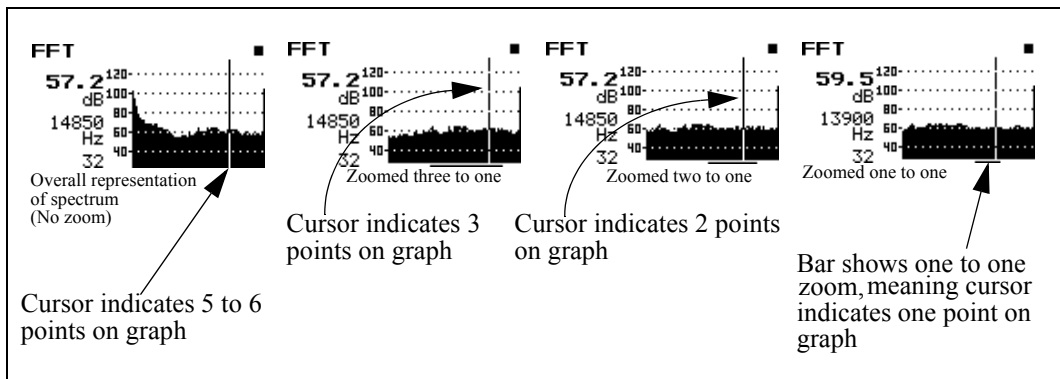 FFT
57.2
dB
14850
Hz
32
120
100
80
60
40
Overall representation
of spectrum
(No zoom)
Cursor indicates 5 to 6
points on graph
FFT
57.2
dB
14850
Hz
32
120
100
80
60
40
Zoomed three to one
Cursor indicates 3
points on graph
FFT
57.2
dB
14850
Hz
32
120
100
80
60
40
Zoomed two to one
Cursor indicates 2 points
on graph
FFT
59.5
dB
13900
Hz
32
120
100
80
60
40
Zoomed one to one
Bar shows one to one
zoom, meaning cursor
indicates one point on
graph